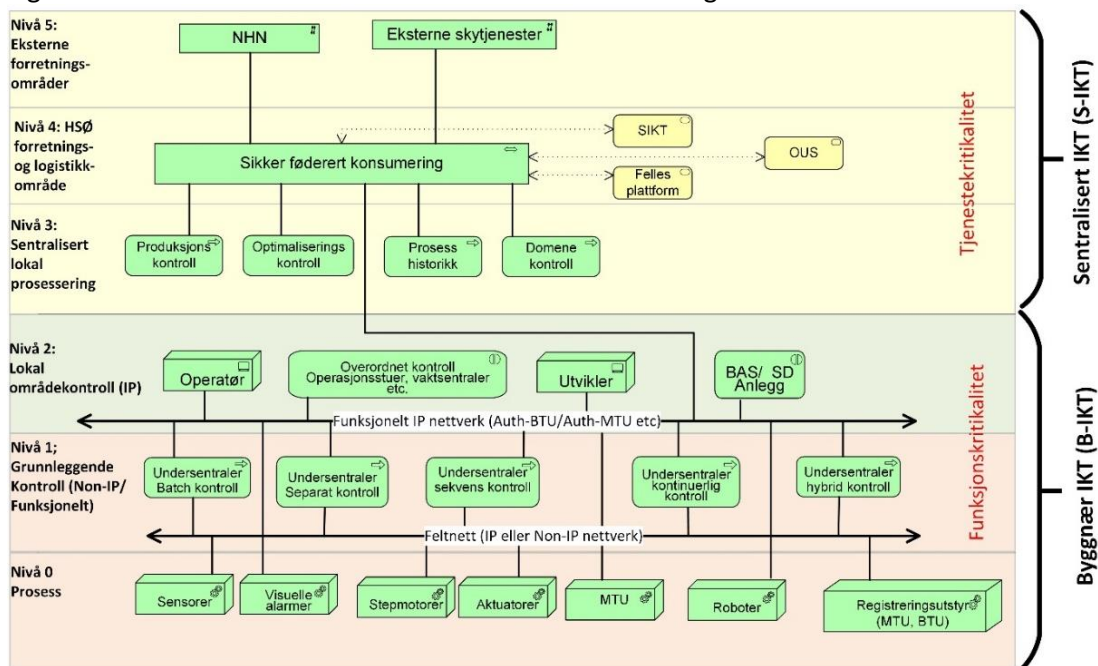 Nivå 5:
Eksterne
forretnings-
områder
NHN
Eksterne skytjenester
Nivå 4: HSØ
forretnings-
og logistikk-
område
SIKT
Sikker føderert konsumering
OUS
Felles
plattform
Nivå 3:
Sentralisert
lokal
prosessering
Produksjons
kontroll
Optimaliserings
kontroll
Prosess
historikk
Domene
kontroll
Tjenestekritikalitet
Sentralisert IKT (S-IKT)
Nivå 2:
Lokal
områdekontroll (IP)
Operatør
Overordnet kontroll
Operasjonsstuer, vaktsentraler
etc.
Utvikler
BAS/ SD
Anlegg
Funksjonelt IP nettverk (Auth-BTU/Auth-MTU etc)
Nivå 1;
Grunnleggende
Kontroll (Non-IP/
Funksjonelt)
Undersentraler
Batch kontroll
Undersentraler
Separat kontroll
Undersentraler
sekvens kontroll
Undersentraler
kontinuerlig
kontroll
Undersentraler
hybrid kontroll
Feltnett (IP eller Non-IP nettverk)
Nivå 0
Prosess
Sensorer
Visuelle
alarmer
Stepmotorer
Aktuatorer
MTU
Roboter
Registreringsutstyr
(MTU, BTU)
Funksjonskritikalitet
Byggnær IKT (B-IKT)